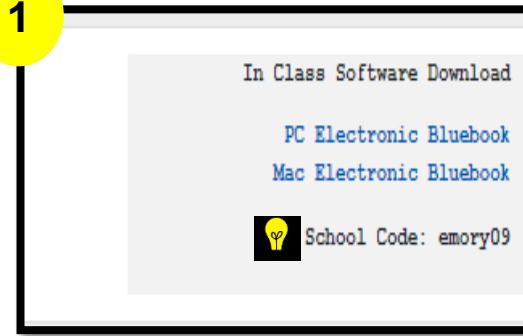 1
In Class Software Download
PC Electronic Bluebook
Mac Electronic Bluebook
School Code: emory09